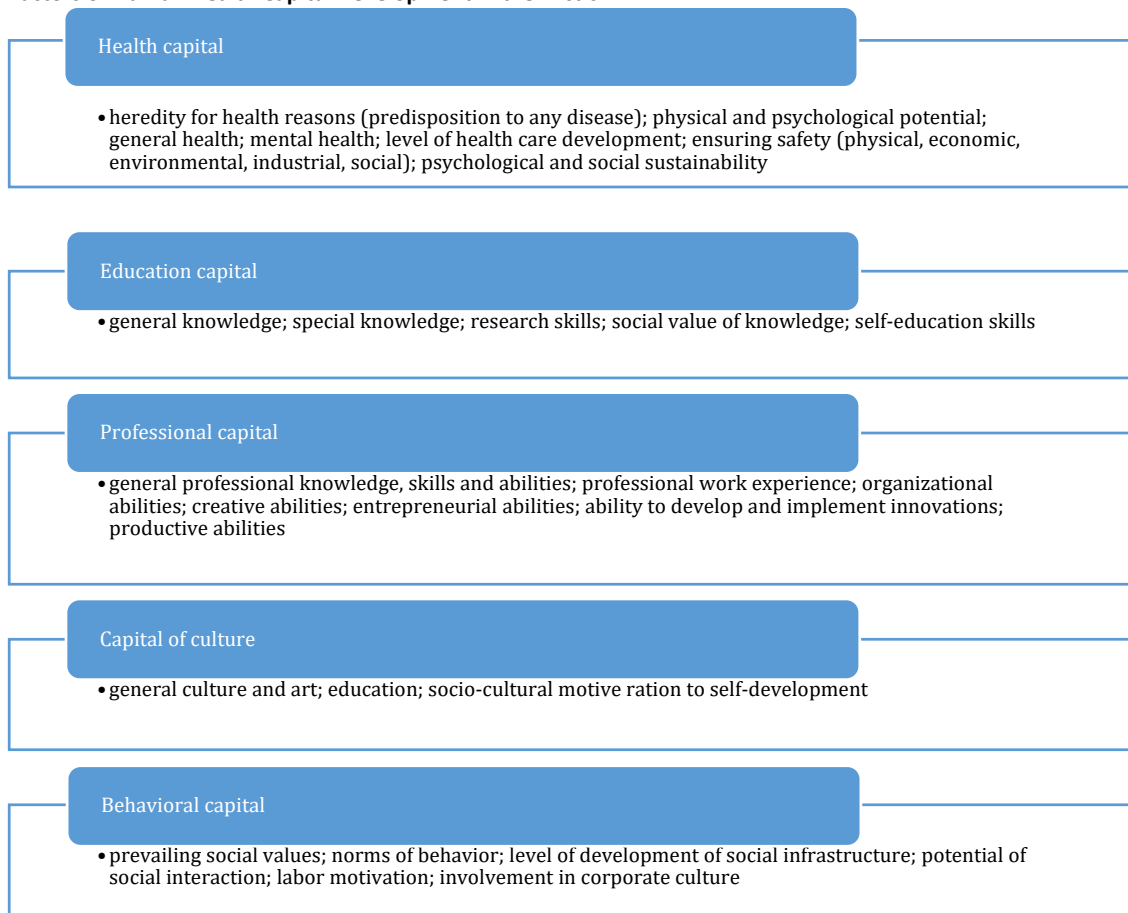 Health capital
•heredity for health reasons (predisposition to any disease); physical and psychological potential;
general health; mental health; level of health care development; ensuring safety (physical, economic,
environmental, industrial, social); psychological and social sustainability
Education capital
•general knowledge; special knowledge; research skills; social value of knowledge; self-education skills
Professional capital
•general professional knowledge, skills and abilities; professional work experience; organizational
abilities; creative abilities; entrepreneurial abilities; ability to develop and implement innovations;
productive abilities
Capital of culture
•general culture and art; education; socio-cultural motive ration to self-development
Behavioral capital
•prevailing social values; norms of behavior; level of development of social infrastructure; potential of
social interaction; labor motivation; involvement in corporate culture